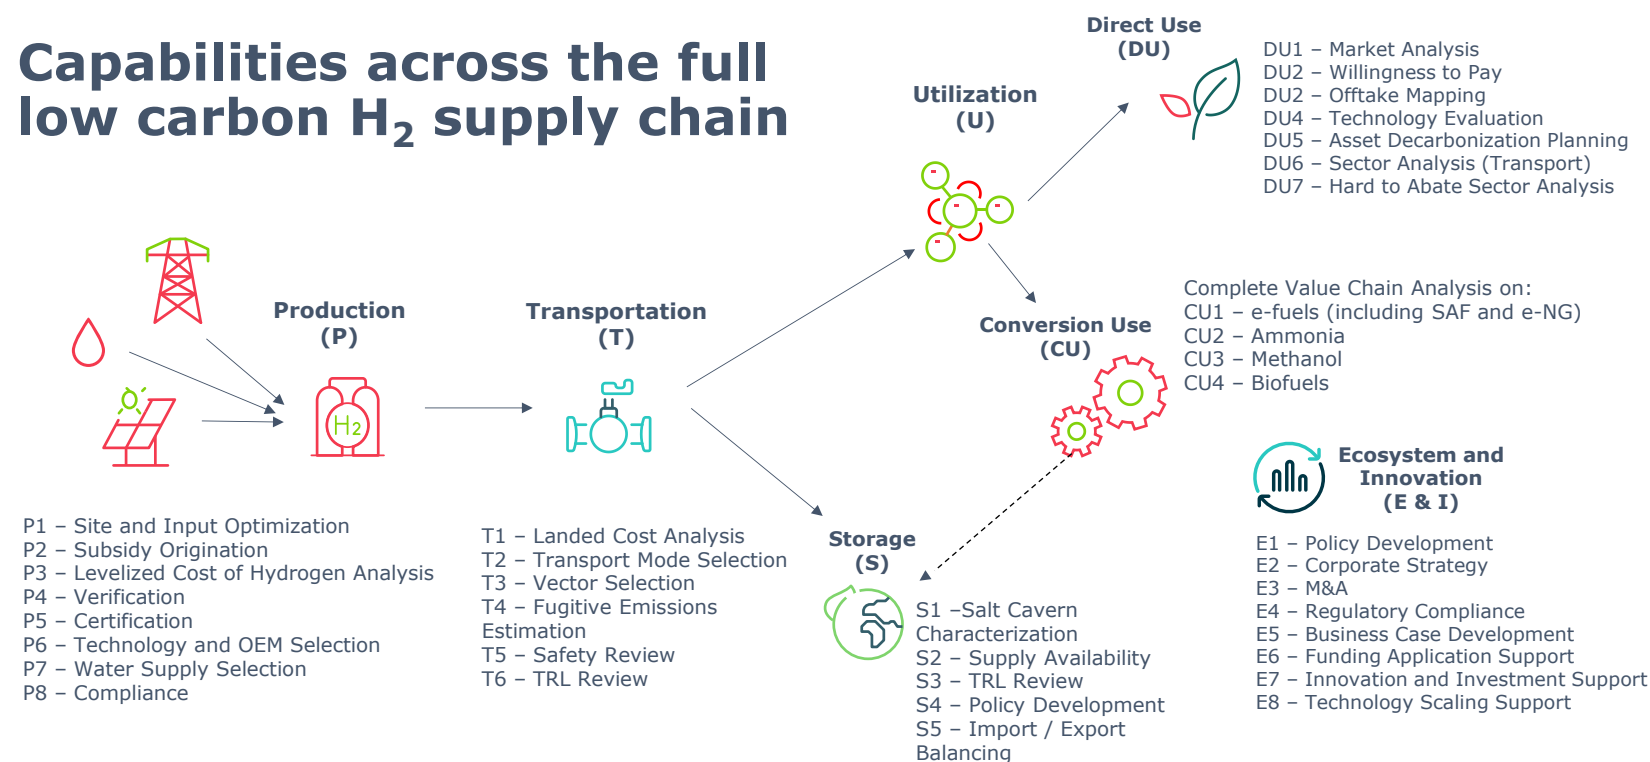 Capabilities across the full
low carbon H₂ supply chain
Direct Use
(DU)
DU1 – Market Analysis
DU2 – Willingness to Pay
DU2 – Offtake Mapping
DU4 – Technology Evaluation
DU5 – Asset Decarbonization Planning
DU6 – Sector Analysis (Transport)
DU7 – Hard to Abate Sector Analysis
Utilization
(U)
Production
(P)
H2
Transportation
(T)
Conversion Use
(CU)
Complete Value Chain Analysis on:
CU1 – e-fuels (including SAF and e-NG)
CU2 – Ammonia
CU3 – Methanol
CU4 – Biofuels
P1 – Site and Input Optimization
P2 – Subsidy Origination
P3 – Levelized Cost of Hydrogen Analysis
P4 – Verification
P5 – Certification
P6 – Technology and OEM Selection
P7 – Water Supply Selection
P8 – Compliance
T1 – Landed Cost Analysis
T2 – Transport Mode Selection
T3 – Vector Selection
T4 – Fugitive Emissions
Estimation
T5 – Safety Review
T6 – TRL Review
Storage
(S)
S1 –Salt Cavern
Characterization
S2 – Supply Availability
S3 – TRL Review
S4 – Policy Development
S5 – Import / Export
Balancing
Ecosystem and
Innovation
(E & I)
E1 – Policy Development
E2 – Corporate Strategy
E3 – M&A
E4 – Regulatory Compliance
E5 – Business Case Development
E6 – Funding Application Support
E7 – Innovation and Investment Support
E8 – Technology Scaling Support